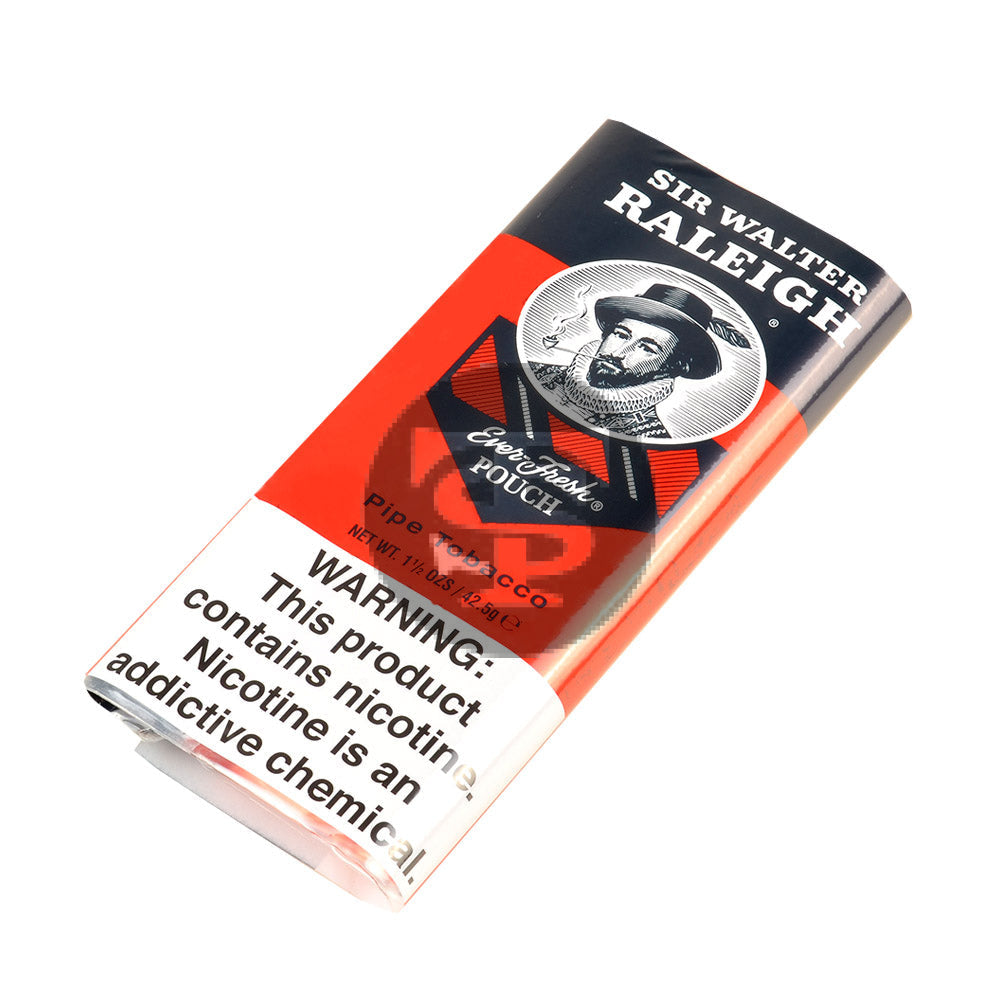 SIR WALTER
RALEIGH
®
Ever-Fresh
POUCH®
Pipe Tobacco
NET WT. 1½ OZS / 42.5g ℮
WARNING:
This product
contains nicotine.
Nicotine is an
addictive chemical.